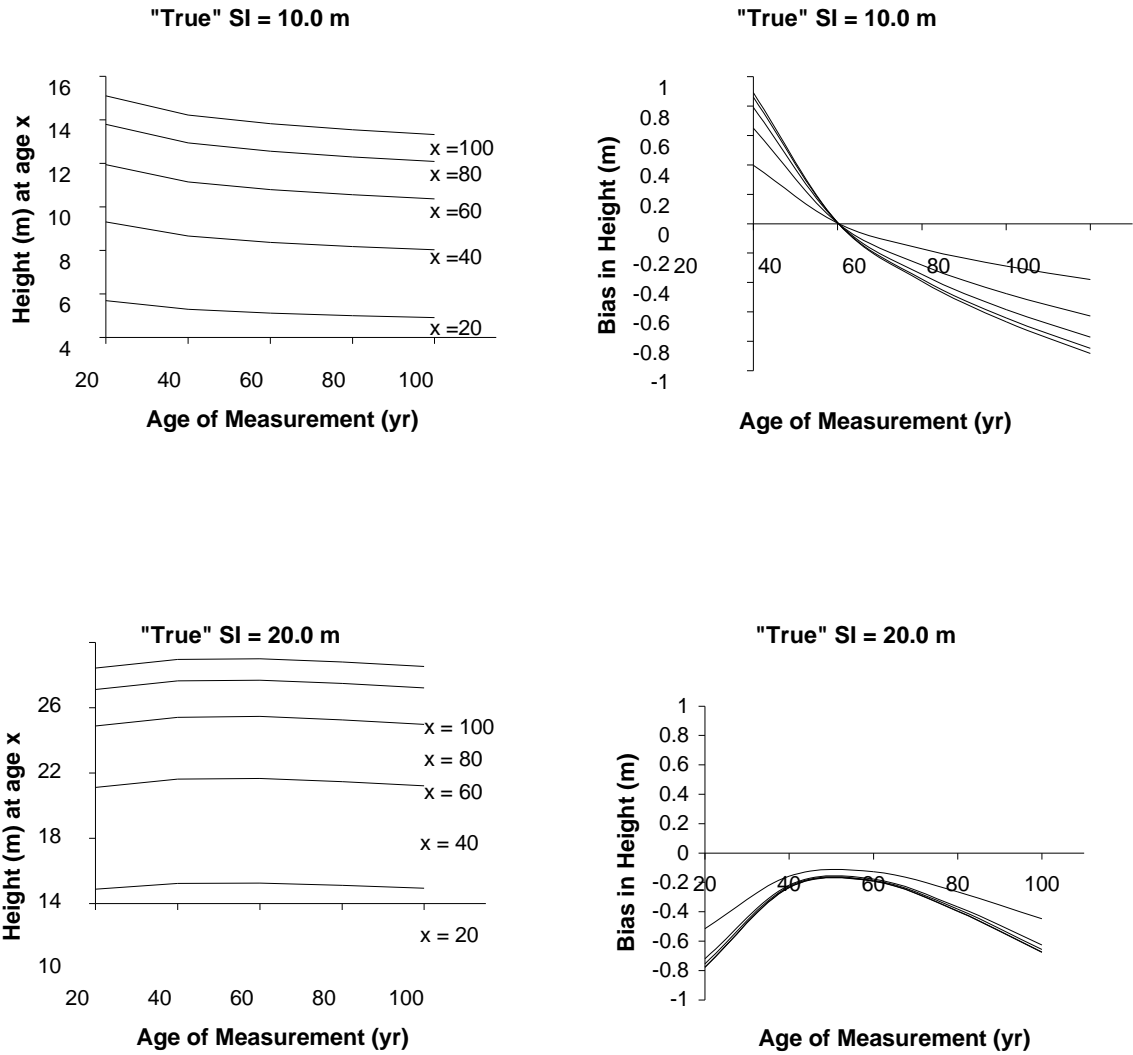 "True" SI = 10.0 m
16
14
12
10
8
6
4
Height (m) at age x
x =100
x =80
x =60
x =40
x =20
20 40 60 80 100
Age of Measurement (yr)
"True" SI = 10.0 m
1
0.8
0.6
0.4
0.2
0
-0.2
-0.4
-0.6
-0.8
-1
Bias in Height (m)
20 40 60 80 100
Age of Measurement (yr)
"True" SI = 20.0 m
26
22
18
14
10
Height (m) at age x
x = 100
x = 80
x = 60
x = 40
x = 20
20 40 60 80 100
Age of Measurement (yr)
"True" SI = 20.0 m
1
0.8
0.6
0.4
0.2
0
-0.2
-0.4
-0.6
-0.8
-1
Bias in Height (m)
20 40 60 80 100
Age of Measurement (yr)